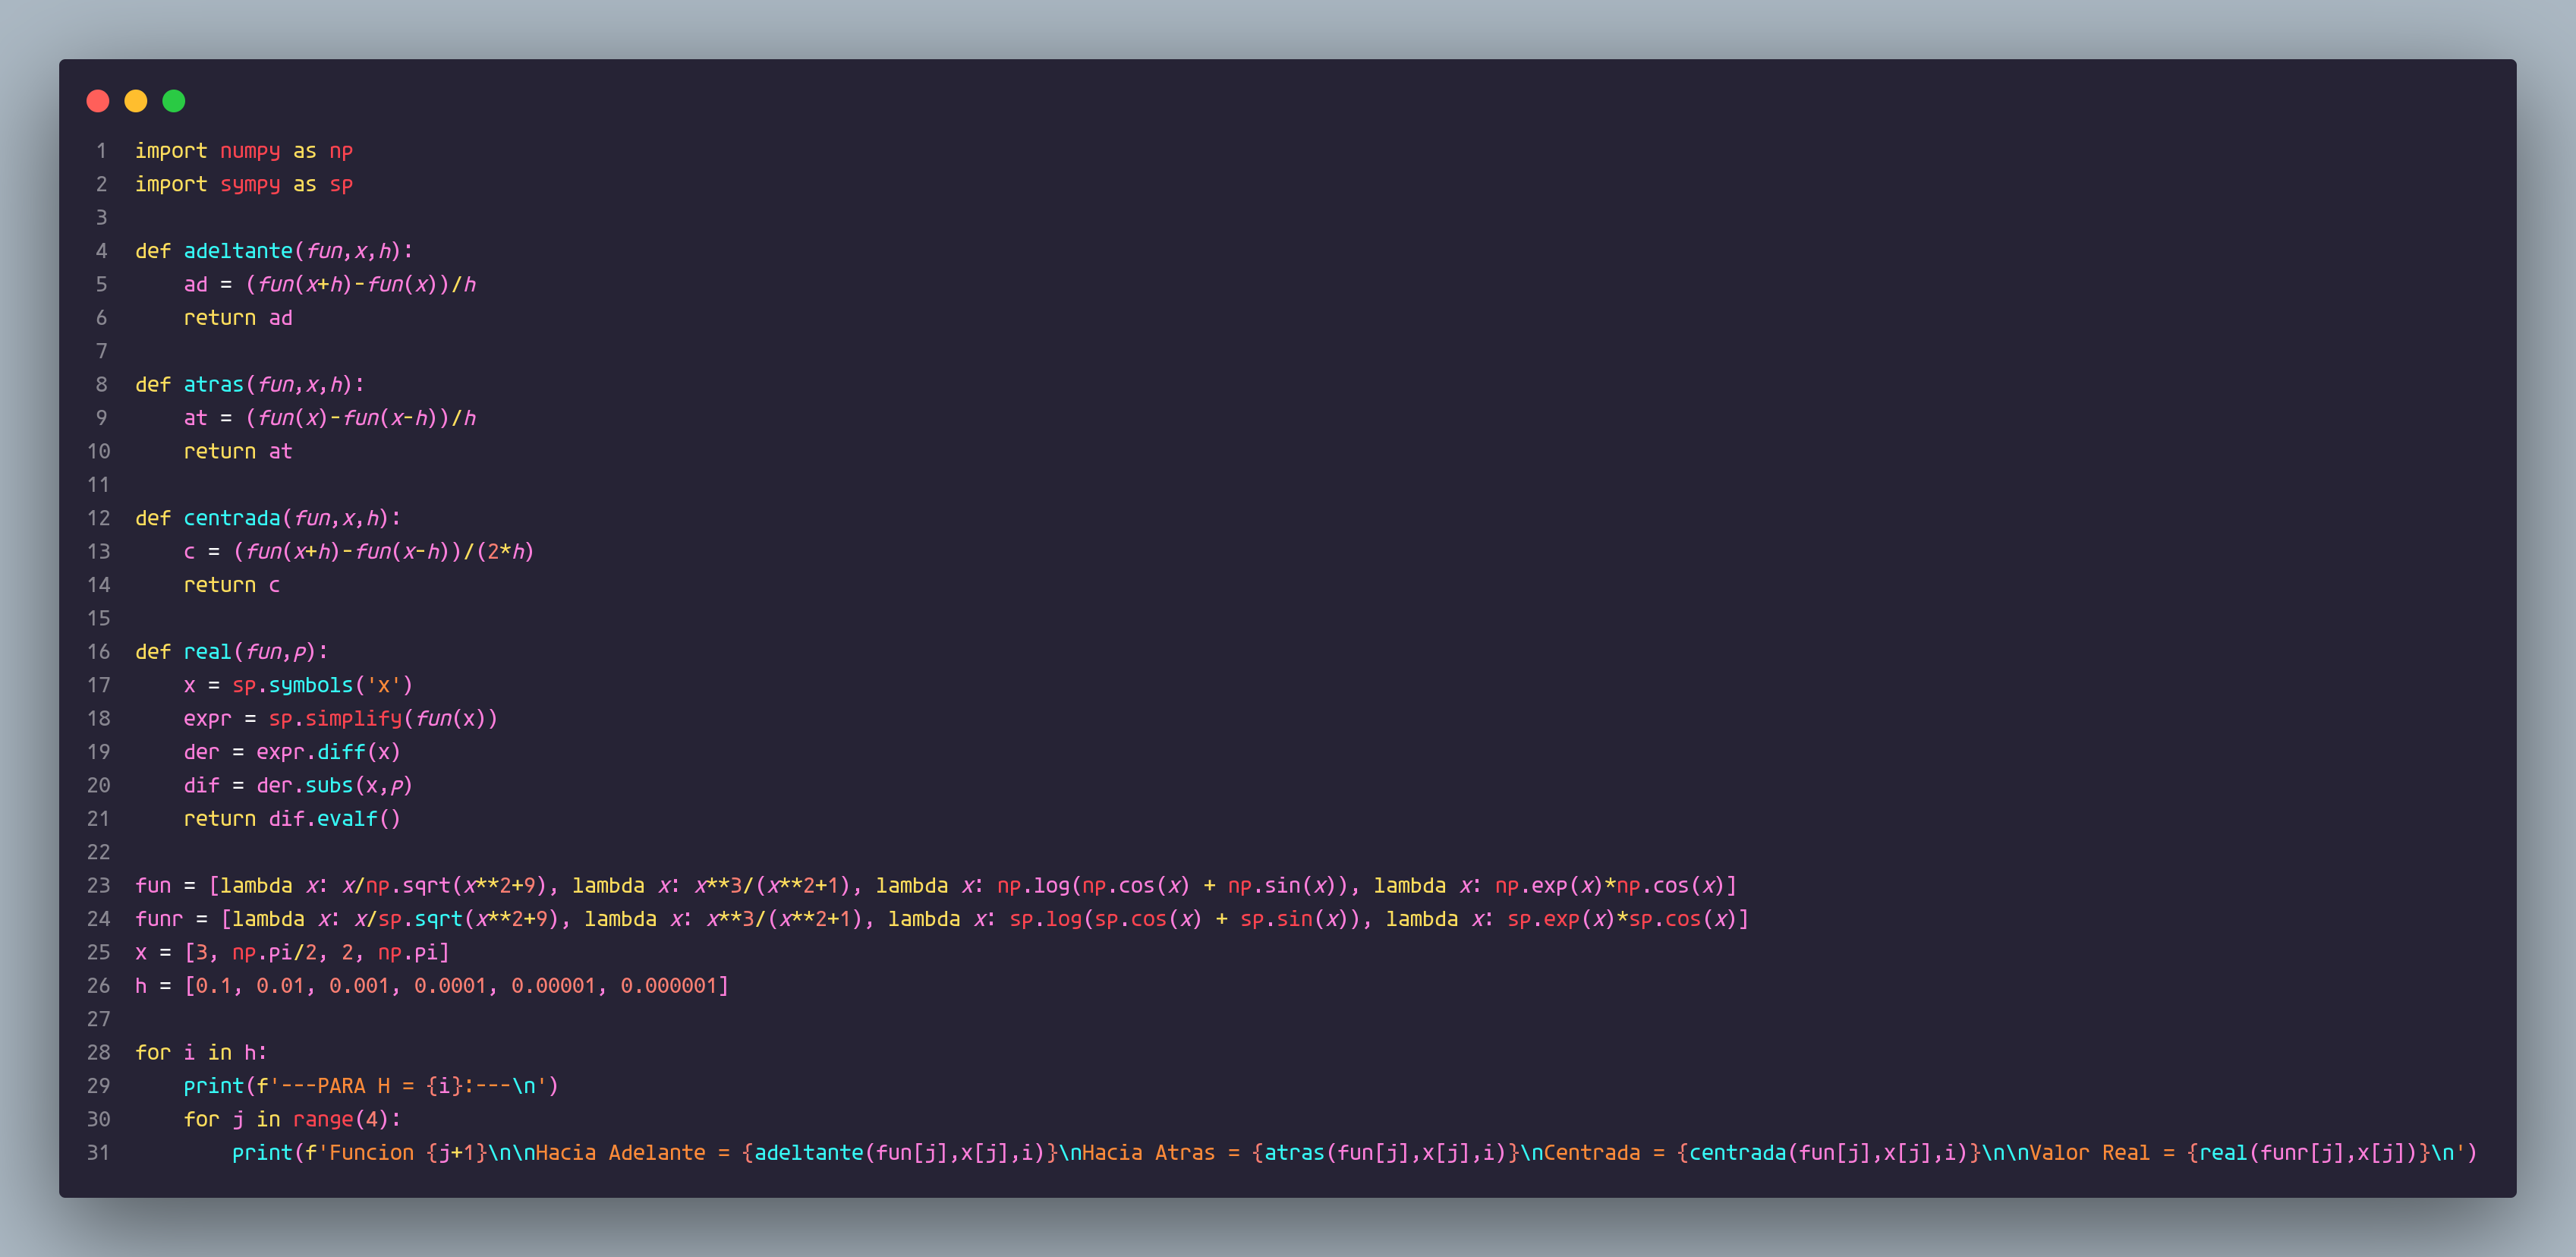 1 import numpy as np
2 import sympy as sp
3
4 def adeltante(fun,x,h):
5     ad = (fun(x+h)-fun(x))/h
6     return ad
7
8 def atras(fun,x,h):
9     at = (fun(x)-fun(x-h))/h
10     return at
11
12 def centrada(fun,x,h):
13     c = (fun(x+h)-fun(x-h))/(2*h)
14     return c
15
16 def real(fun,p):
17     x = sp.symbols('x')
18     expr = sp.simplify(fun(x))
19     der = expr.diff(x)
20     dif = der.subs(x,p)
21     return dif.evalf()
22
23 fun = [lambda x: x/np.sqrt(x**2+9), lambda x: x**3/(x**2+1), lambda x: np.log(np.cos(x) + np.sin(x)), lambda x: np.exp(x)*np.cos(x)]
24 funr = [lambda x: x/sp.sqrt(x**2+9), lambda x: x**3/(x**2+1), lambda x: sp.log(sp.cos(x) + sp.sin(x)), lambda x: sp.exp(x)*sp.cos(x)]
25 x = [3, np.pi/2, 2, np.pi]
26 h = [0.1, 0.01, 0.001, 0.0001, 0.00001, 0.000001]
27
28 for i in h:
29     print(f'---PARA H = {i}:---\n')
30     for j in range(4):
31         print(f'Funcion {j+1}\n\nHacia Adelante = {adeltante(fun[j],x[j],i)}\nHacia Atras = {atras(fun[j],x[j],i)}\nCentrada = {centrada(fun[j],x[j],i)}\n\nValor Real = {real(funr[j],x[j])}\n')